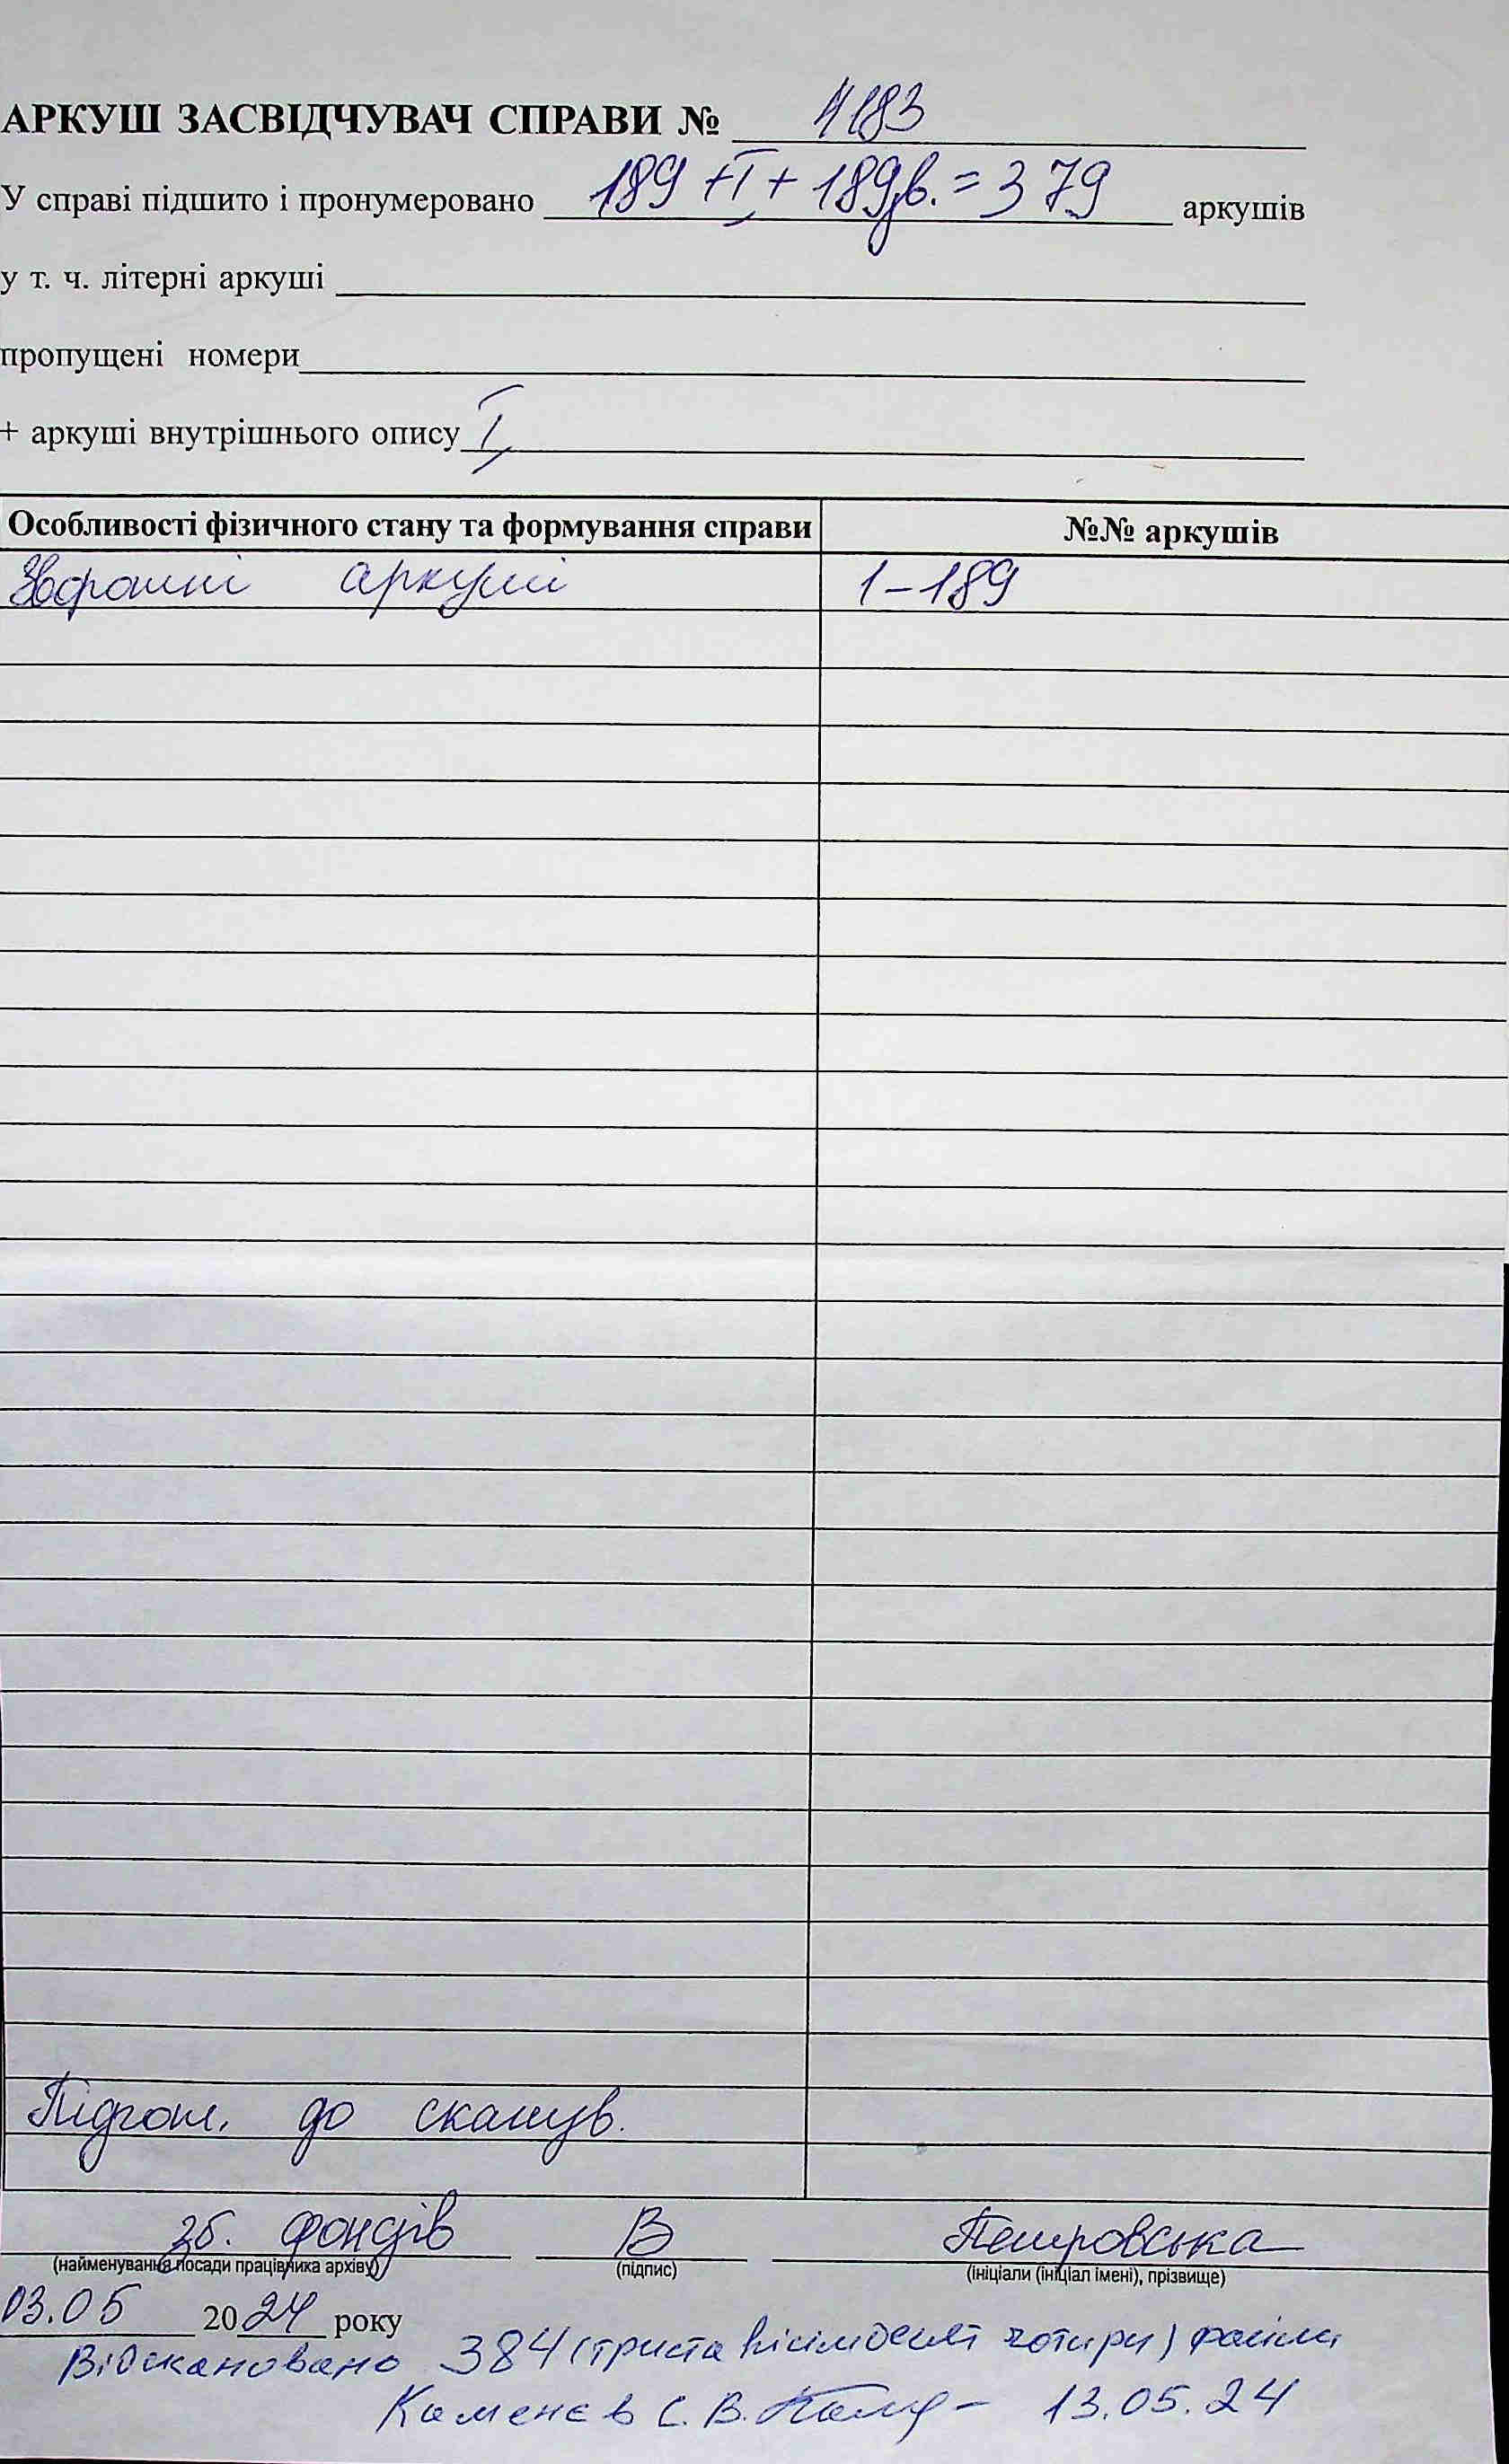 АРКУШ ЗАСВІДЧУВАЧ СПРАВИ № 4183
У справі підшито і пронумеровано 189 + I + 189зв. = 379 аркушів
у т. ч. літерні аркуші
пропущені номери
+ аркуші внутрішнього опису I
Особливості фізичного стану та формування справи №№ аркушів
аркуші 1-189
Підгот. до сканув.
зб. фондів В Петровська
(найменування посади працівника архіву) (підпис) (ініціали (ініціал імені), прізвище)
03.05 2024 року
Відскановано 384 (триста вісімдесят чотири) файли
Каменєв С. В. 13.05.24